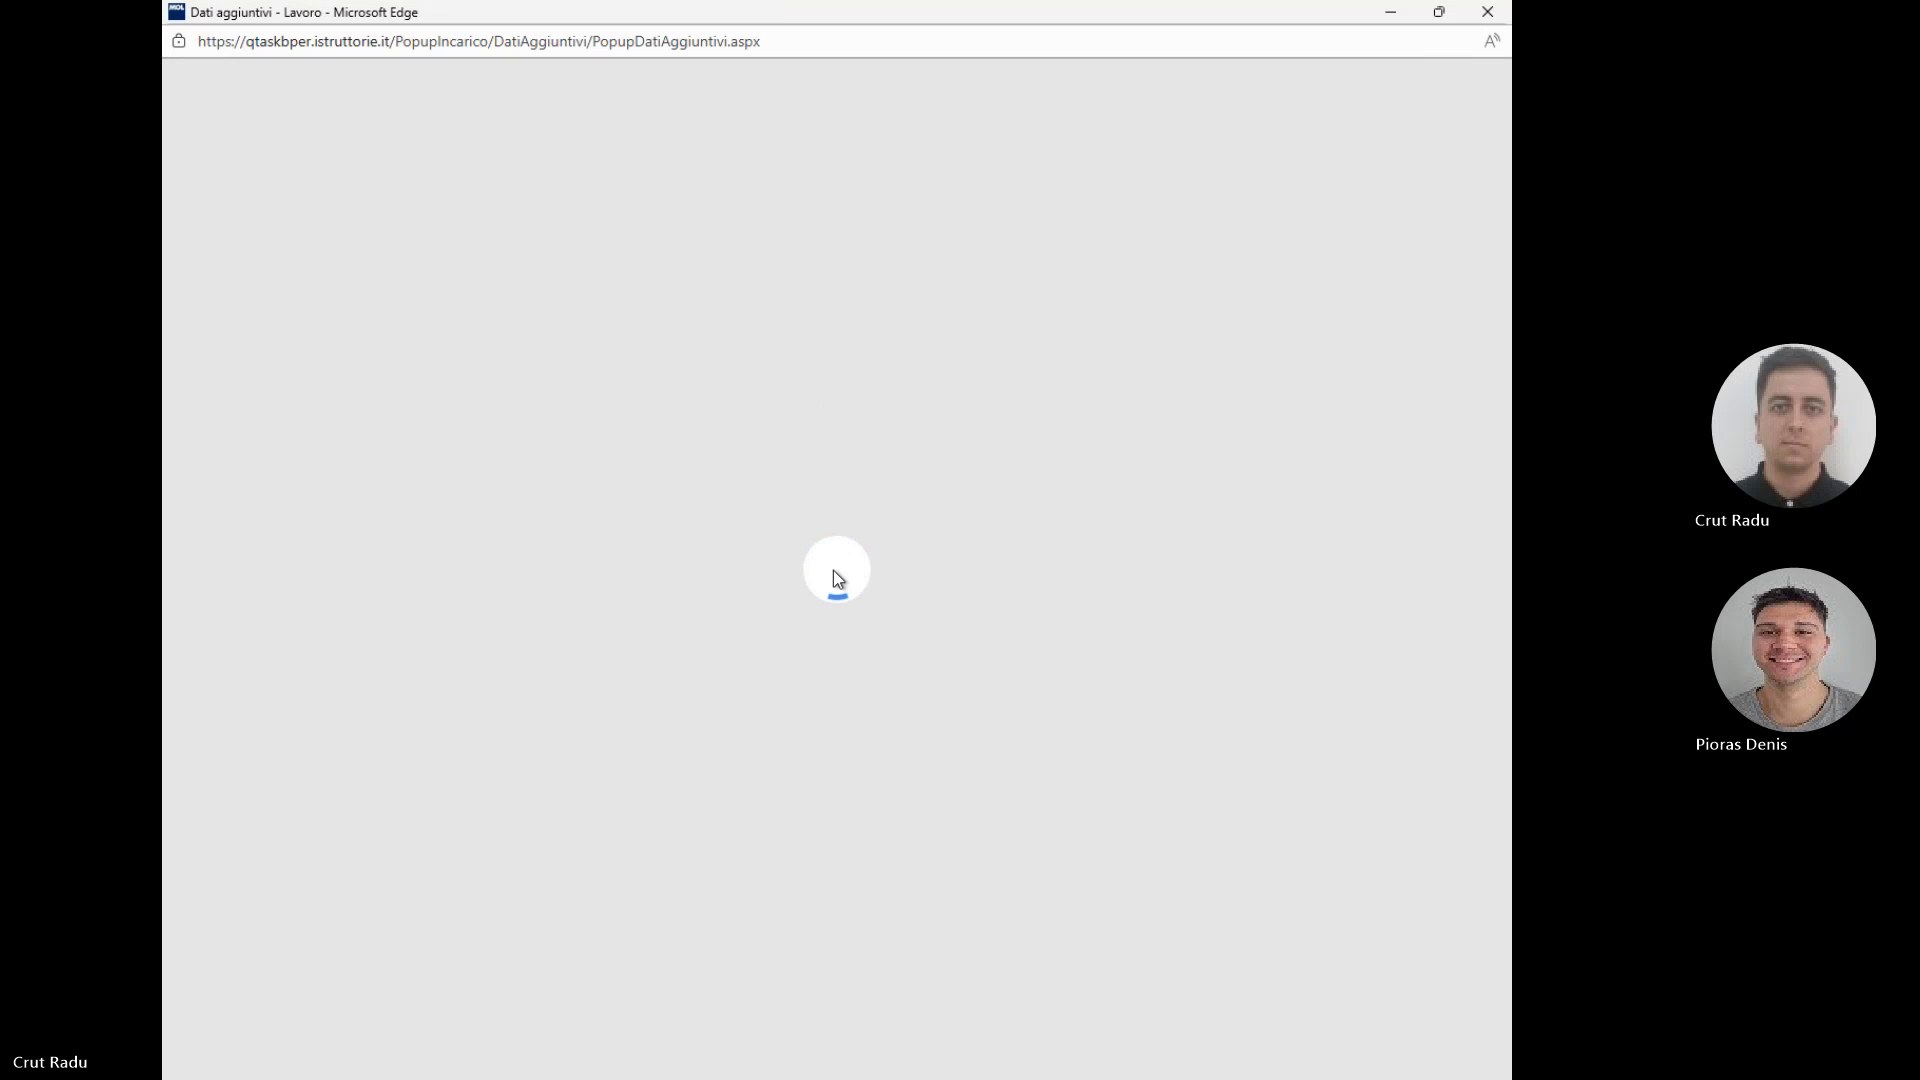 MOL Dati aggiuntivi - Lavoro - Microsoft Edge
https://qtaskbper.istruttorie.it/PopupIncarico/DatiAggiuntivi/PopupDatiAggiuntivi.aspx
Crut Radu
Pioras Denis
Crut Radu